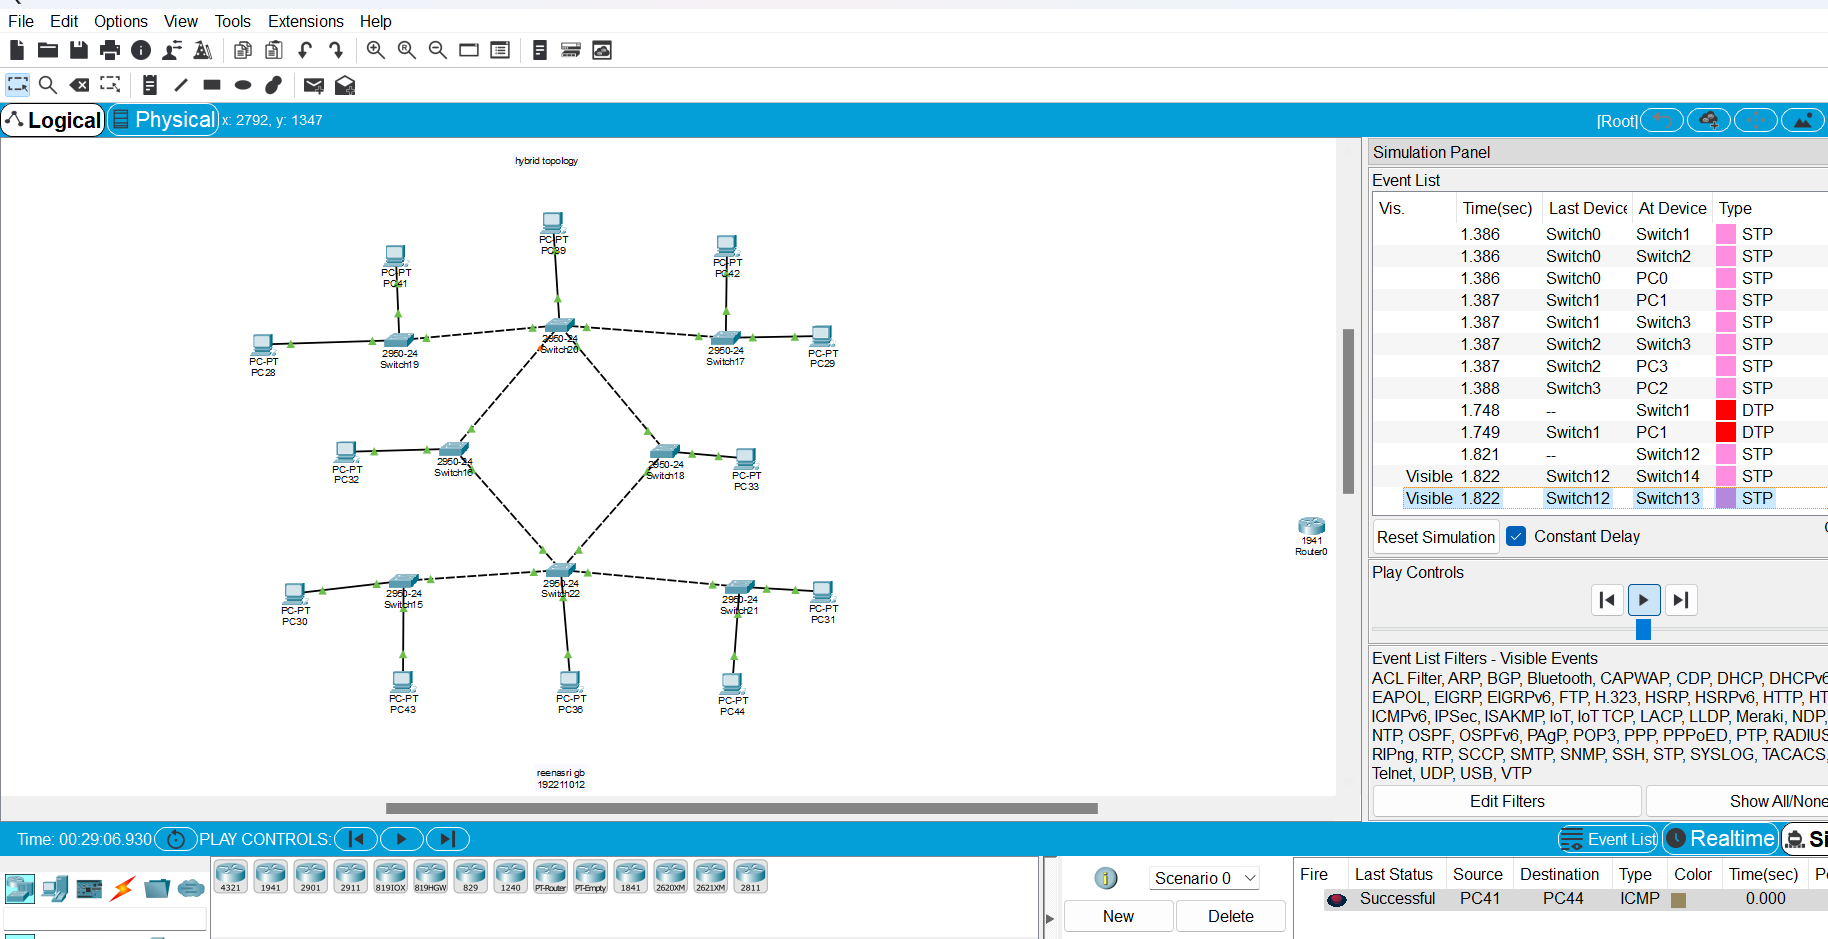 File Edit Options View Tools Extensions Help
Logical Physical x: 2792, y: 1347 [Root]
hybrid topology
PC-PT
PC39
PC-PT
PC41
PC-PT
PC42
PC-PT
PC28
2950-24
Switch19
2950-24
Switch20
2950-24
Switch17
PC-PT
PC29
PC-PT
PC32
2950-24
Switch16
2950-24
Switch18
PC-PT
PC33
1941
Router0
PC-PT
PC30
2950-24
Switch15
2950-24
Switch22
2950-24
Switch21
PC-PT
PC31
PC-PT
PC43
PC-PT
PC36
PC-PT
PC44
reenasri gb
192211012
Simulation Panel
Event List
Vis. Time(sec) Last Device At Device Type
1.386 Switch0 Switch1 STP
1.386 Switch0 Switch2 STP
1.386 Switch0 PC0 STP
1.387 Switch1 PC1 STP
1.387 Switch1 Switch3 STP
1.387 Switch2 Switch3 STP
1.387 Switch2 PC3 STP
1.388 Switch3 PC2 STP
1.748 -- Switch1 DTP
1.749 Switch1 PC1 DTP
1.821 -- Switch12 STP
Visible 1.822 Switch12 Switch14 STP
Visible 1.822 Switch12 Switch13 STP
Reset Simulation Constant Delay
Play Controls
Event List Filters - Visible Events
ACL Filter, ARP, BGP, Bluetooth, CAPWAP, CDP, DHCP, DHCPv6
EAPOL, EIGRP, EIGRPv6, FTP, H.323, HSRP, HSRPv6, HTTP, HT
ICMPv6, IPSec, ISAKMP, IoT, IoT TCP, LACP, LLDP, Meraki, NDP,
NTP, OSPF, OSPFv6, PAgP, POP3, PPP, PPPoED, PTP, RADIUS
RIPng, RTP, SCCP, SMTP, SNMP, SSH, STP, SYSLOG, TACACS,
Telnet, UDP, USB, VTP
Edit Filters Show All/None
Time: 00:29:06.930 PLAY CONTROLS: Event List Realtime Si
4321 1941 2901 2911 819IOX 819HGW 829 1240 PT-Router PT-Empty 1841 2620XM 2621XM 2811
Scenario 0
New Delete
Fire Last Status Source Destination Type Color Time(sec) Pe
Successful PC41 PC44 ICMP 0.000